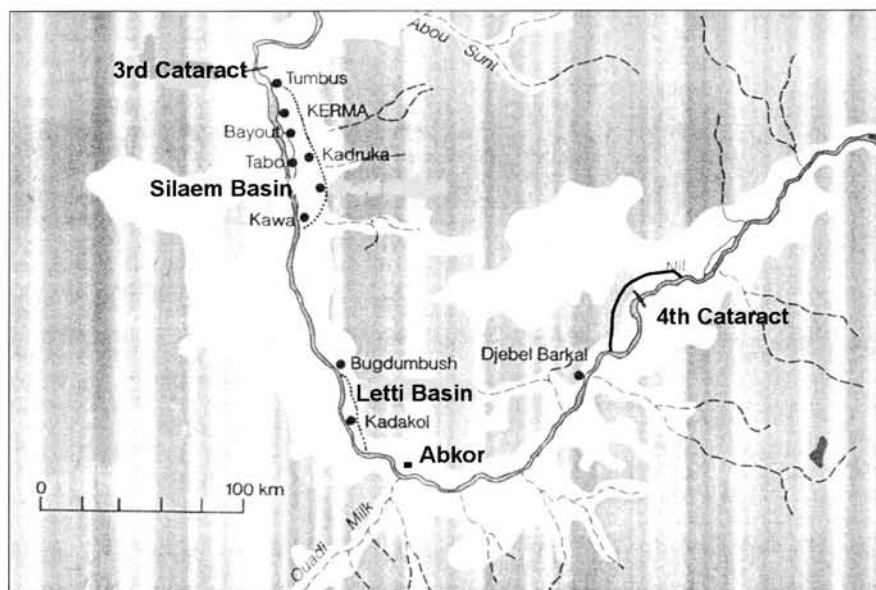 Abou Sunt
3rd Cataract
Tumbus
KERMA
Bayout
Kadruka
Tabo
Silaem Basin
Kawa
Nil
4th Cataract
Djebel Barkal
Bugdumbush
Letti Basin
Kadakol
Abkor
0 100 km
Ouadi Milk